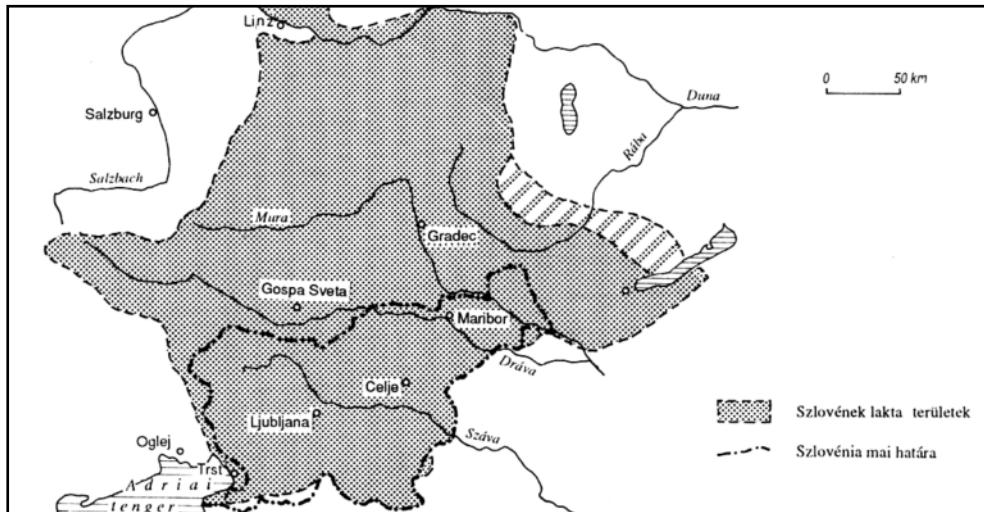 Linz
0 50 km
Duna
Salzburg
Rába
Salzbach
Mura
Gradec
Gospa Sveta
Maribor
Dráva
Celje
Szlovének lakta területek
Ljubljana
Száva
Oglej
Szlovénia mai határa
Trst
Adriai
tenger